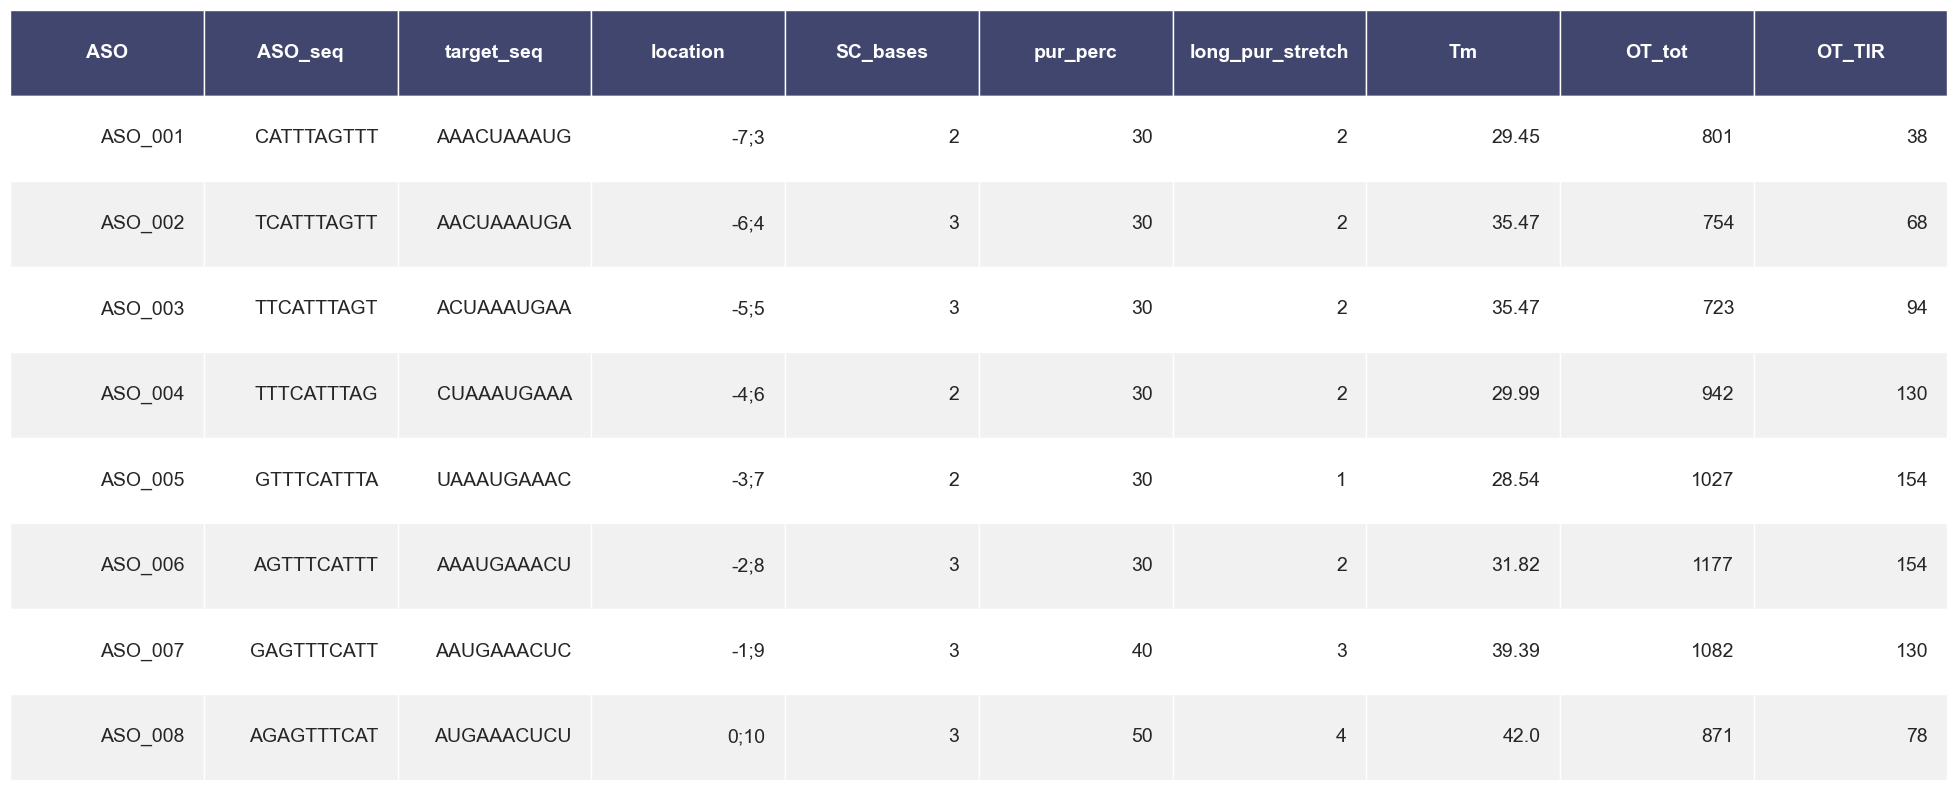 ASO ASO_seq target_seq location SC_bases pur_perc long_pur_stretch Tm OT_tot OT_TIR
ASO_001 CATTTAGTTT AAACUAAAUG -7;3 2 30 2 29.45 801 38
ASO_002 TCATTTAGTT AACUAAAUGA -6;4 3 30 2 35.47 754 68
ASO_003 TTCATTTAGT ACUAAAUGAA -5;5 3 30 2 35.47 723 94
ASO_004 TTTCATTTAG CUAAAUGAAA -4;6 2 30 2 29.99 942 130
ASO_005 GTTTCATTTA UAAAUGAAAC -3;7 2 30 1 28.54 1027 154
ASO_006 AGTTTCATTT AAAUGAAACU -2;8 3 30 2 31.82 1177 154
ASO_007 GAGTTTCATT AAUGAAACUC -1;9 3 40 3 39.39 1082 130
ASO_008 AGAGTTTCAT AUGAAACUCU 0;10 3 50 4 42.0 871 78